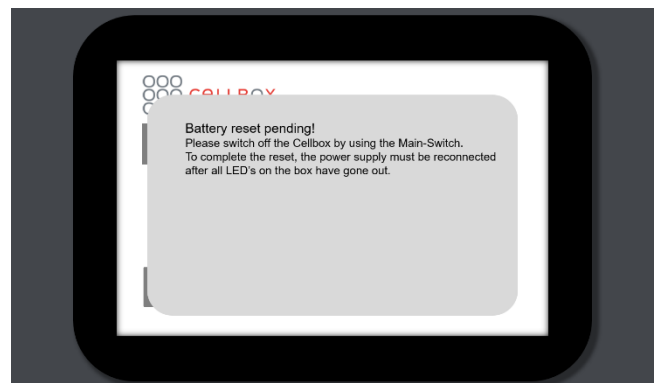 CELLBOX
Battery reset pending!
Please switch off the Cellbox by using the Main-Switch.
To complete the reset, the power supply must be reconnected
after all LED's on the box have gone out.